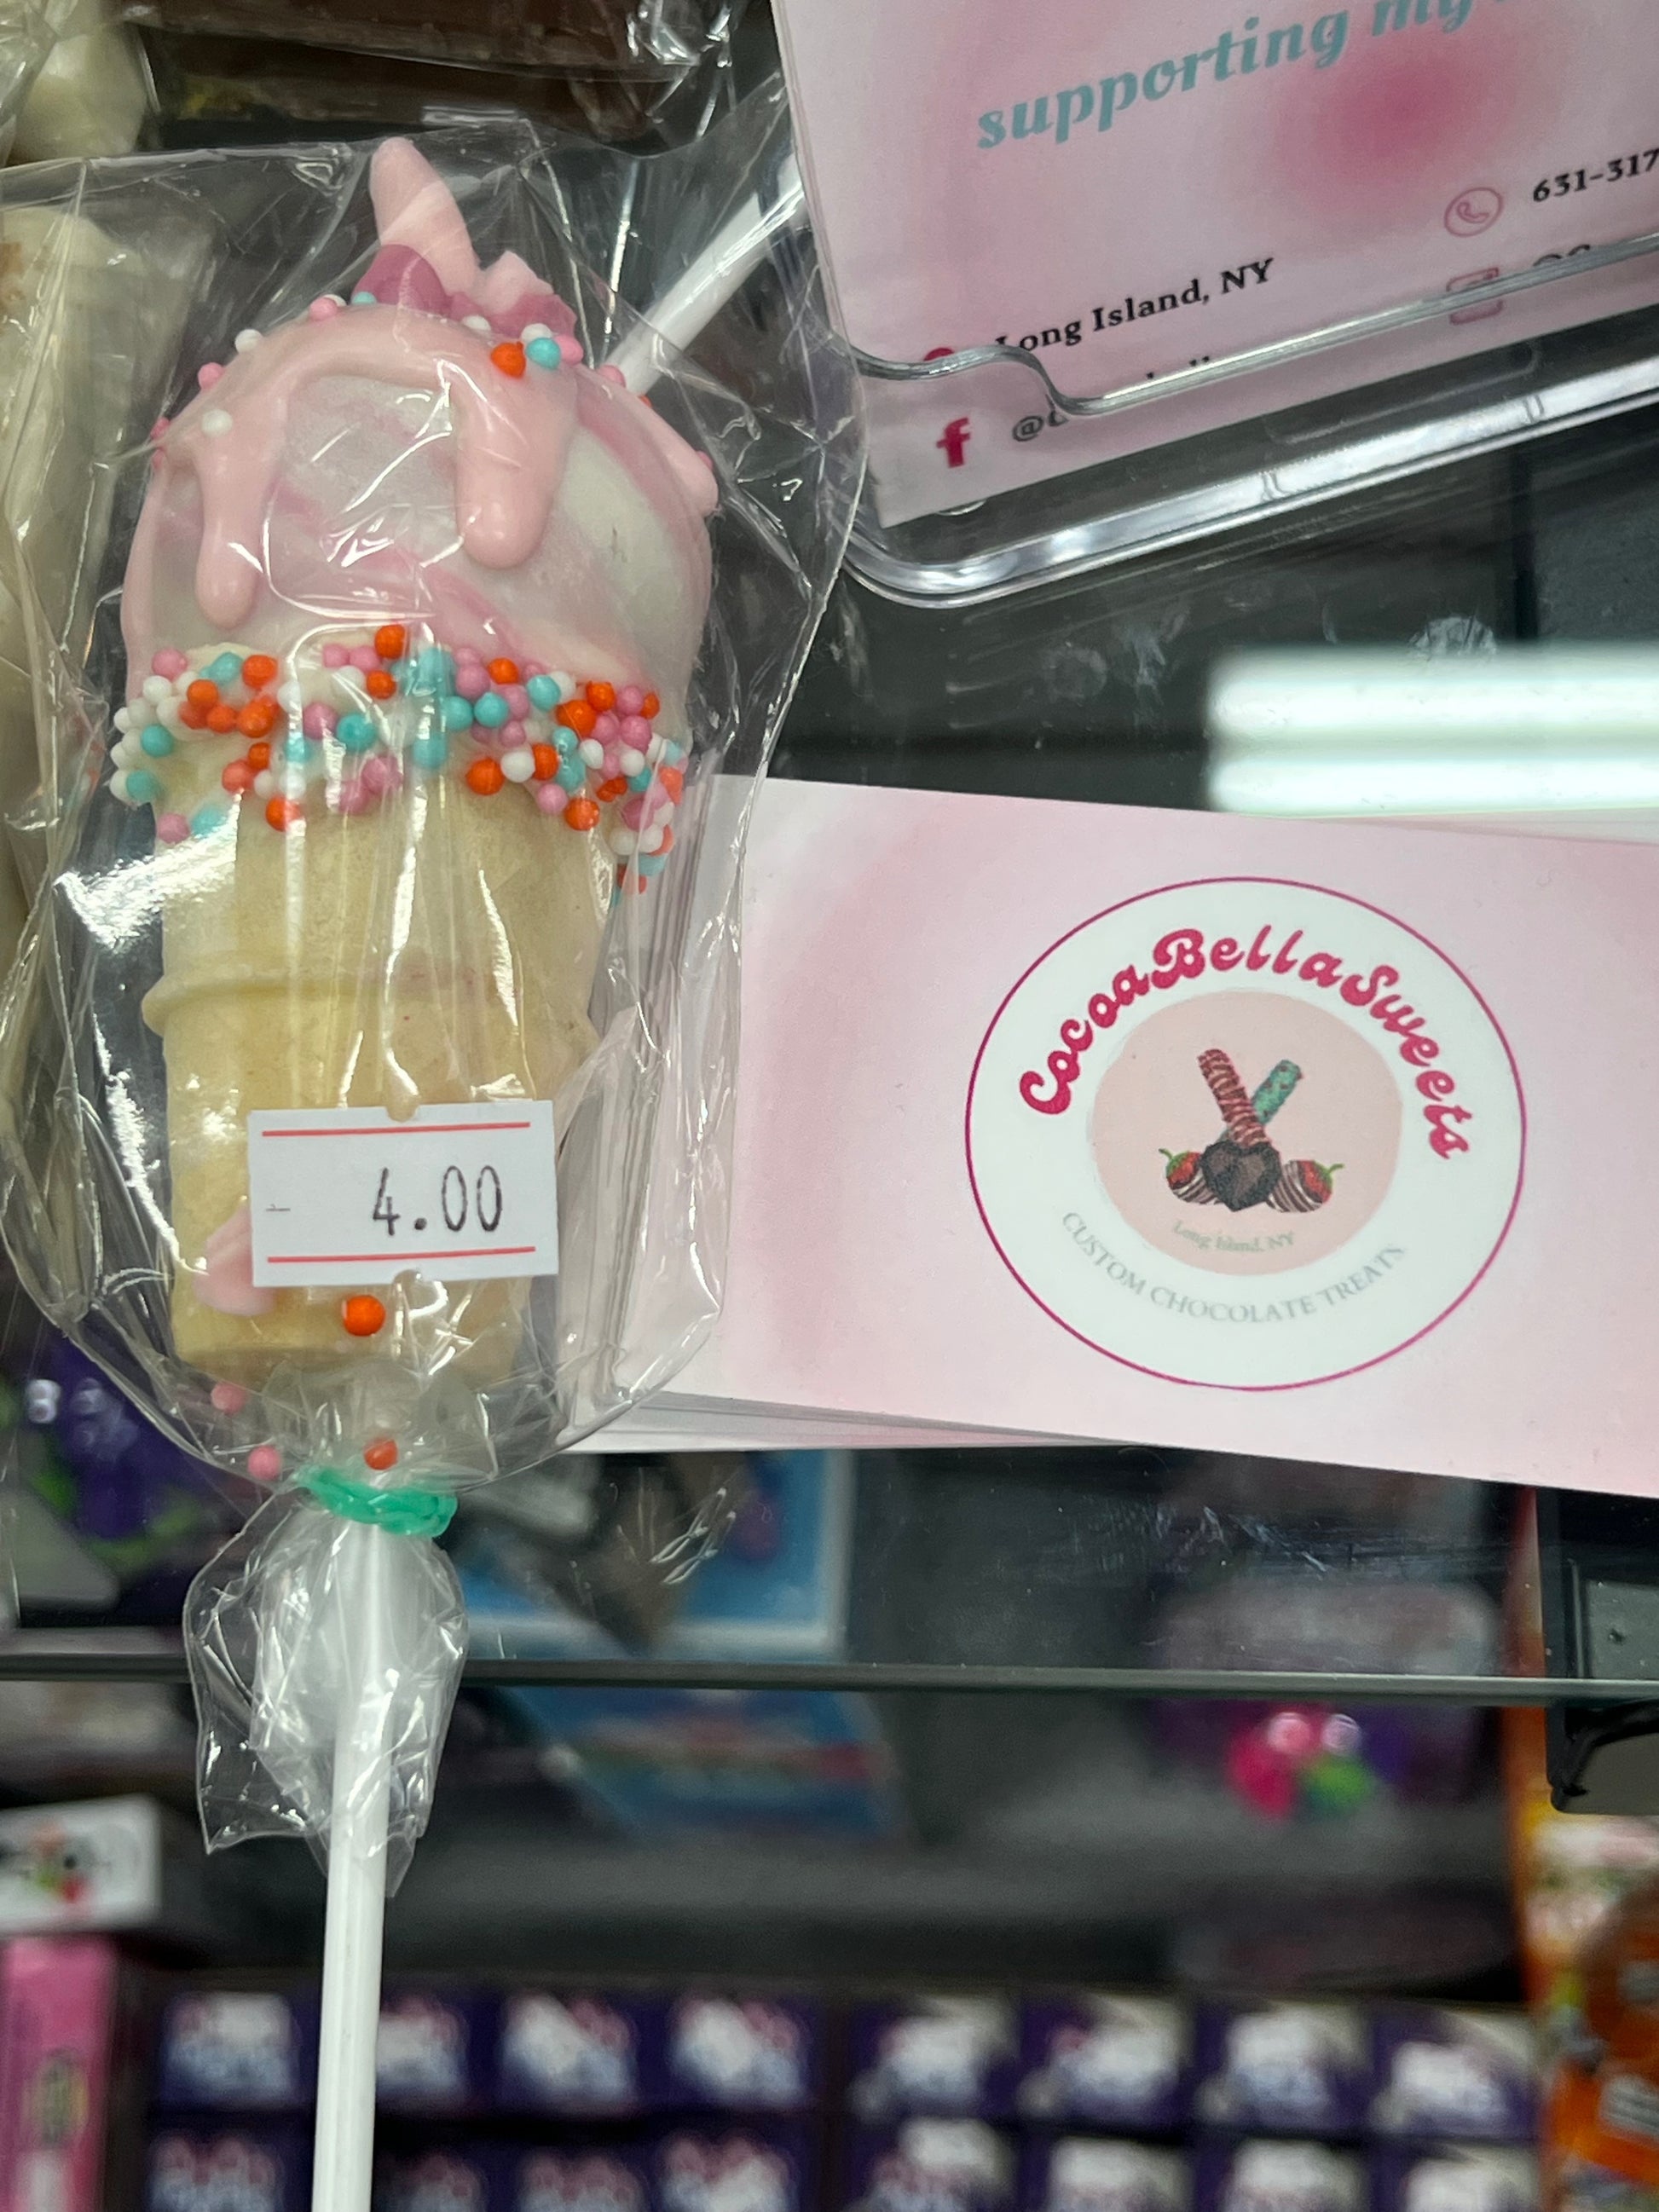 supporting my
631-317
Long Island, NY
4.00
CocoaBellaSweets
Long Island, NY
CUSTOM CHOCOLATE TREATS